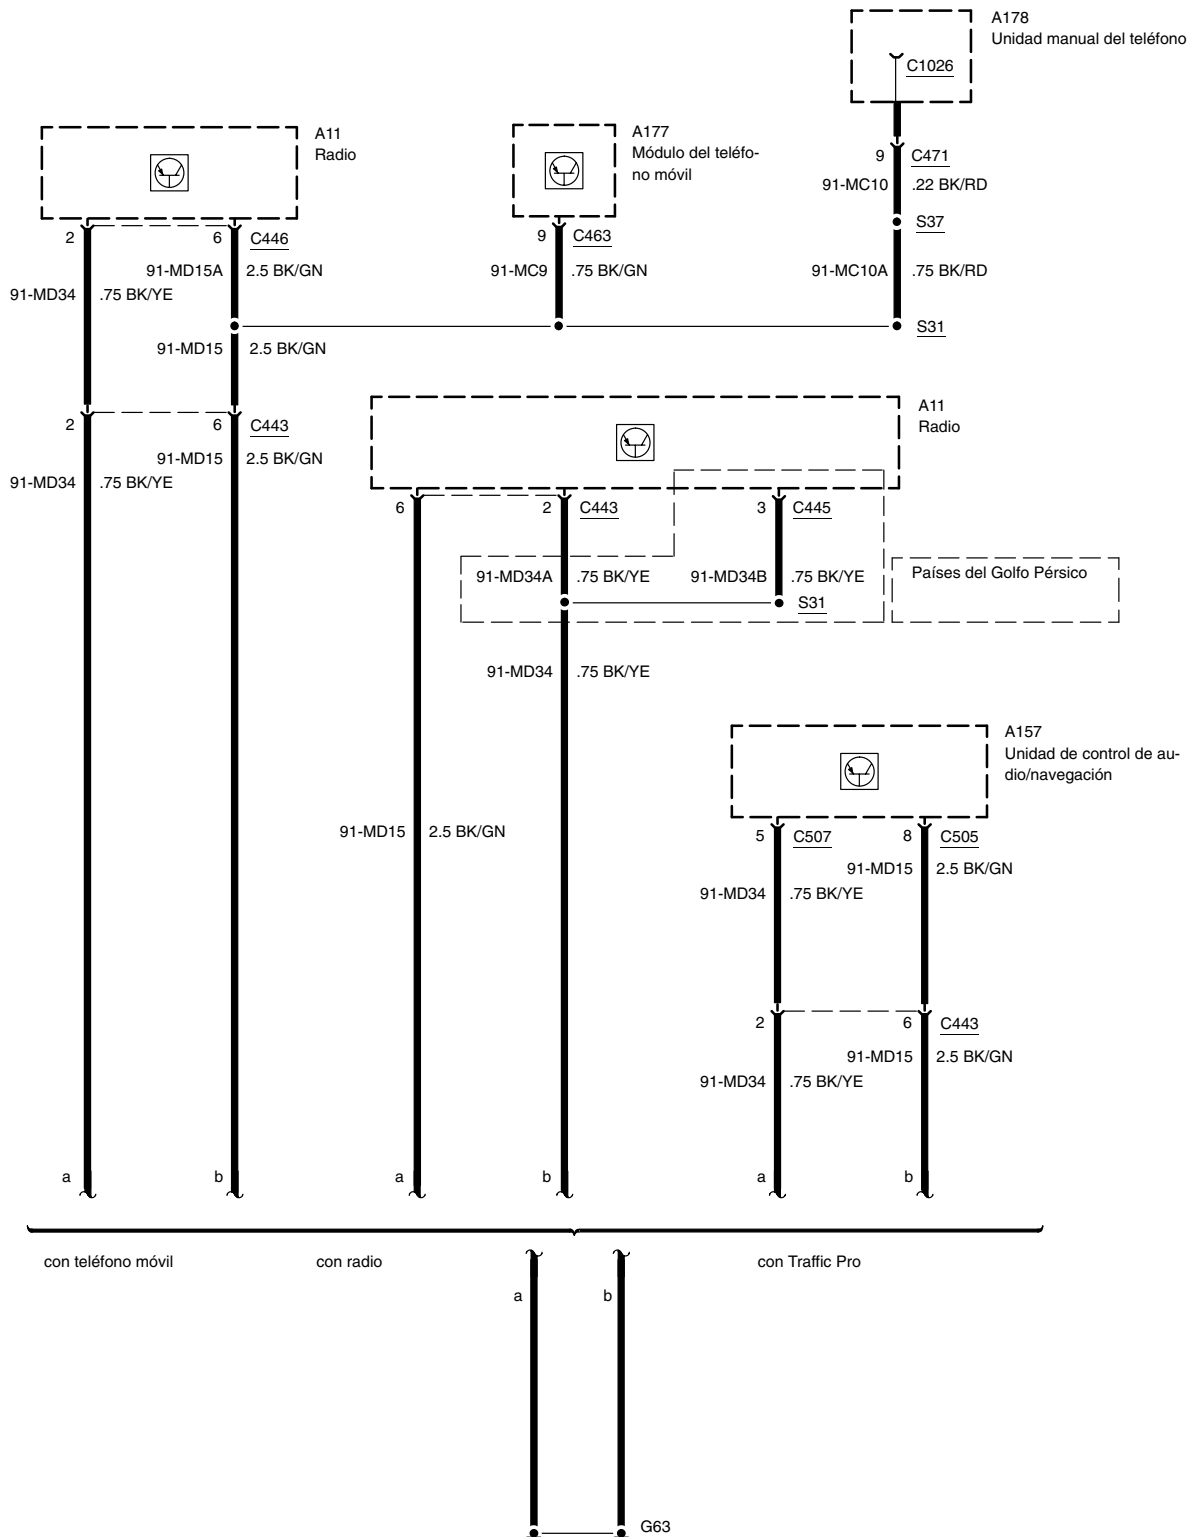 A178
Unidad manual del teléfono
C1026
A11
Radio
A177
Módulo del teléfo-
no móvil
9 C471
91-MC10 .22 BK/RD
S37
2 6 C446
9 C463
91-MD15A 2.5 BK/GN
91-MC9 .75 BK/GN
91-MC10A .75 BK/RD
91-MD34 .75 BK/YE
S31
91-MD15 2.5 BK/GN
A11
Radio
2 6 C443
91-MD15 2.5 BK/GN
91-MD34 .75 BK/YE
6 2 C443 3 C445
91-MD34A .75 BK/YE 91-MD34B .75 BK/YE
Países del Golfo Pérsico
S31
91-MD34 .75 BK/YE
A157
Unidad de control de au-
dio/navegación
91-MD15 2.5 BK/GN
5 C507 8 C505
91-MD15 2.5 BK/GN
91-MD34 .75 BK/YE
2 6 C443
91-MD15 2.5 BK/GN
91-MD34 .75 BK/YE
a b a b a b
con teléfono móvil con radio con Traffic Pro
a b
G63